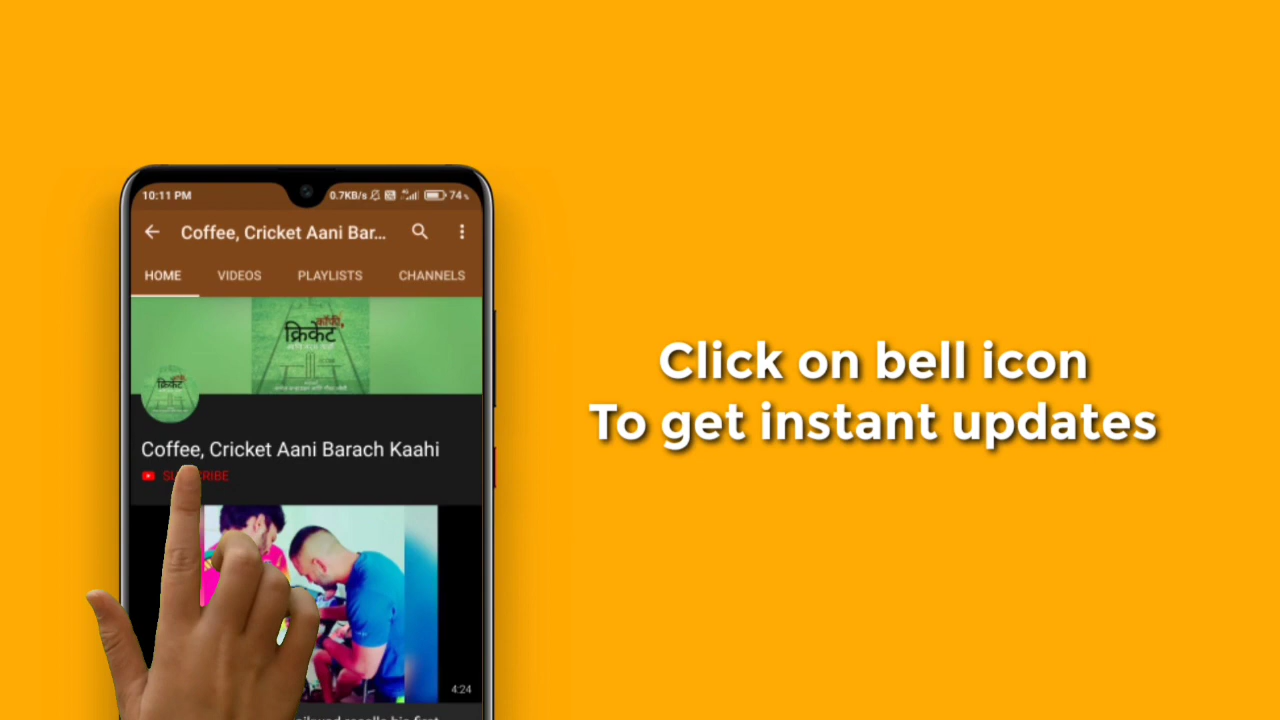 10:11 PM
0.7KB/s
74%
Coffee, Cricket Aani Bar...
HOME VIDEOS PLAYLISTS CHANNELS
कॉफी,
क्रिकेट
क्रिकेट
Coffee, Cricket Aani Barach Kaahi
4:24
Click on bell icon
To get instant updates